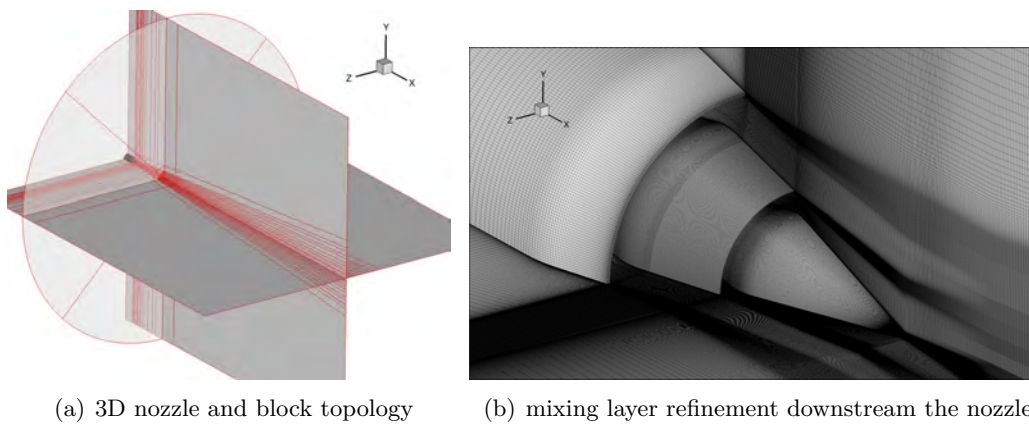 Y
Z
X
Y
Z
X
(a) 3D nozzle and block topology
(b) mixing layer refinement downstream the nozzle